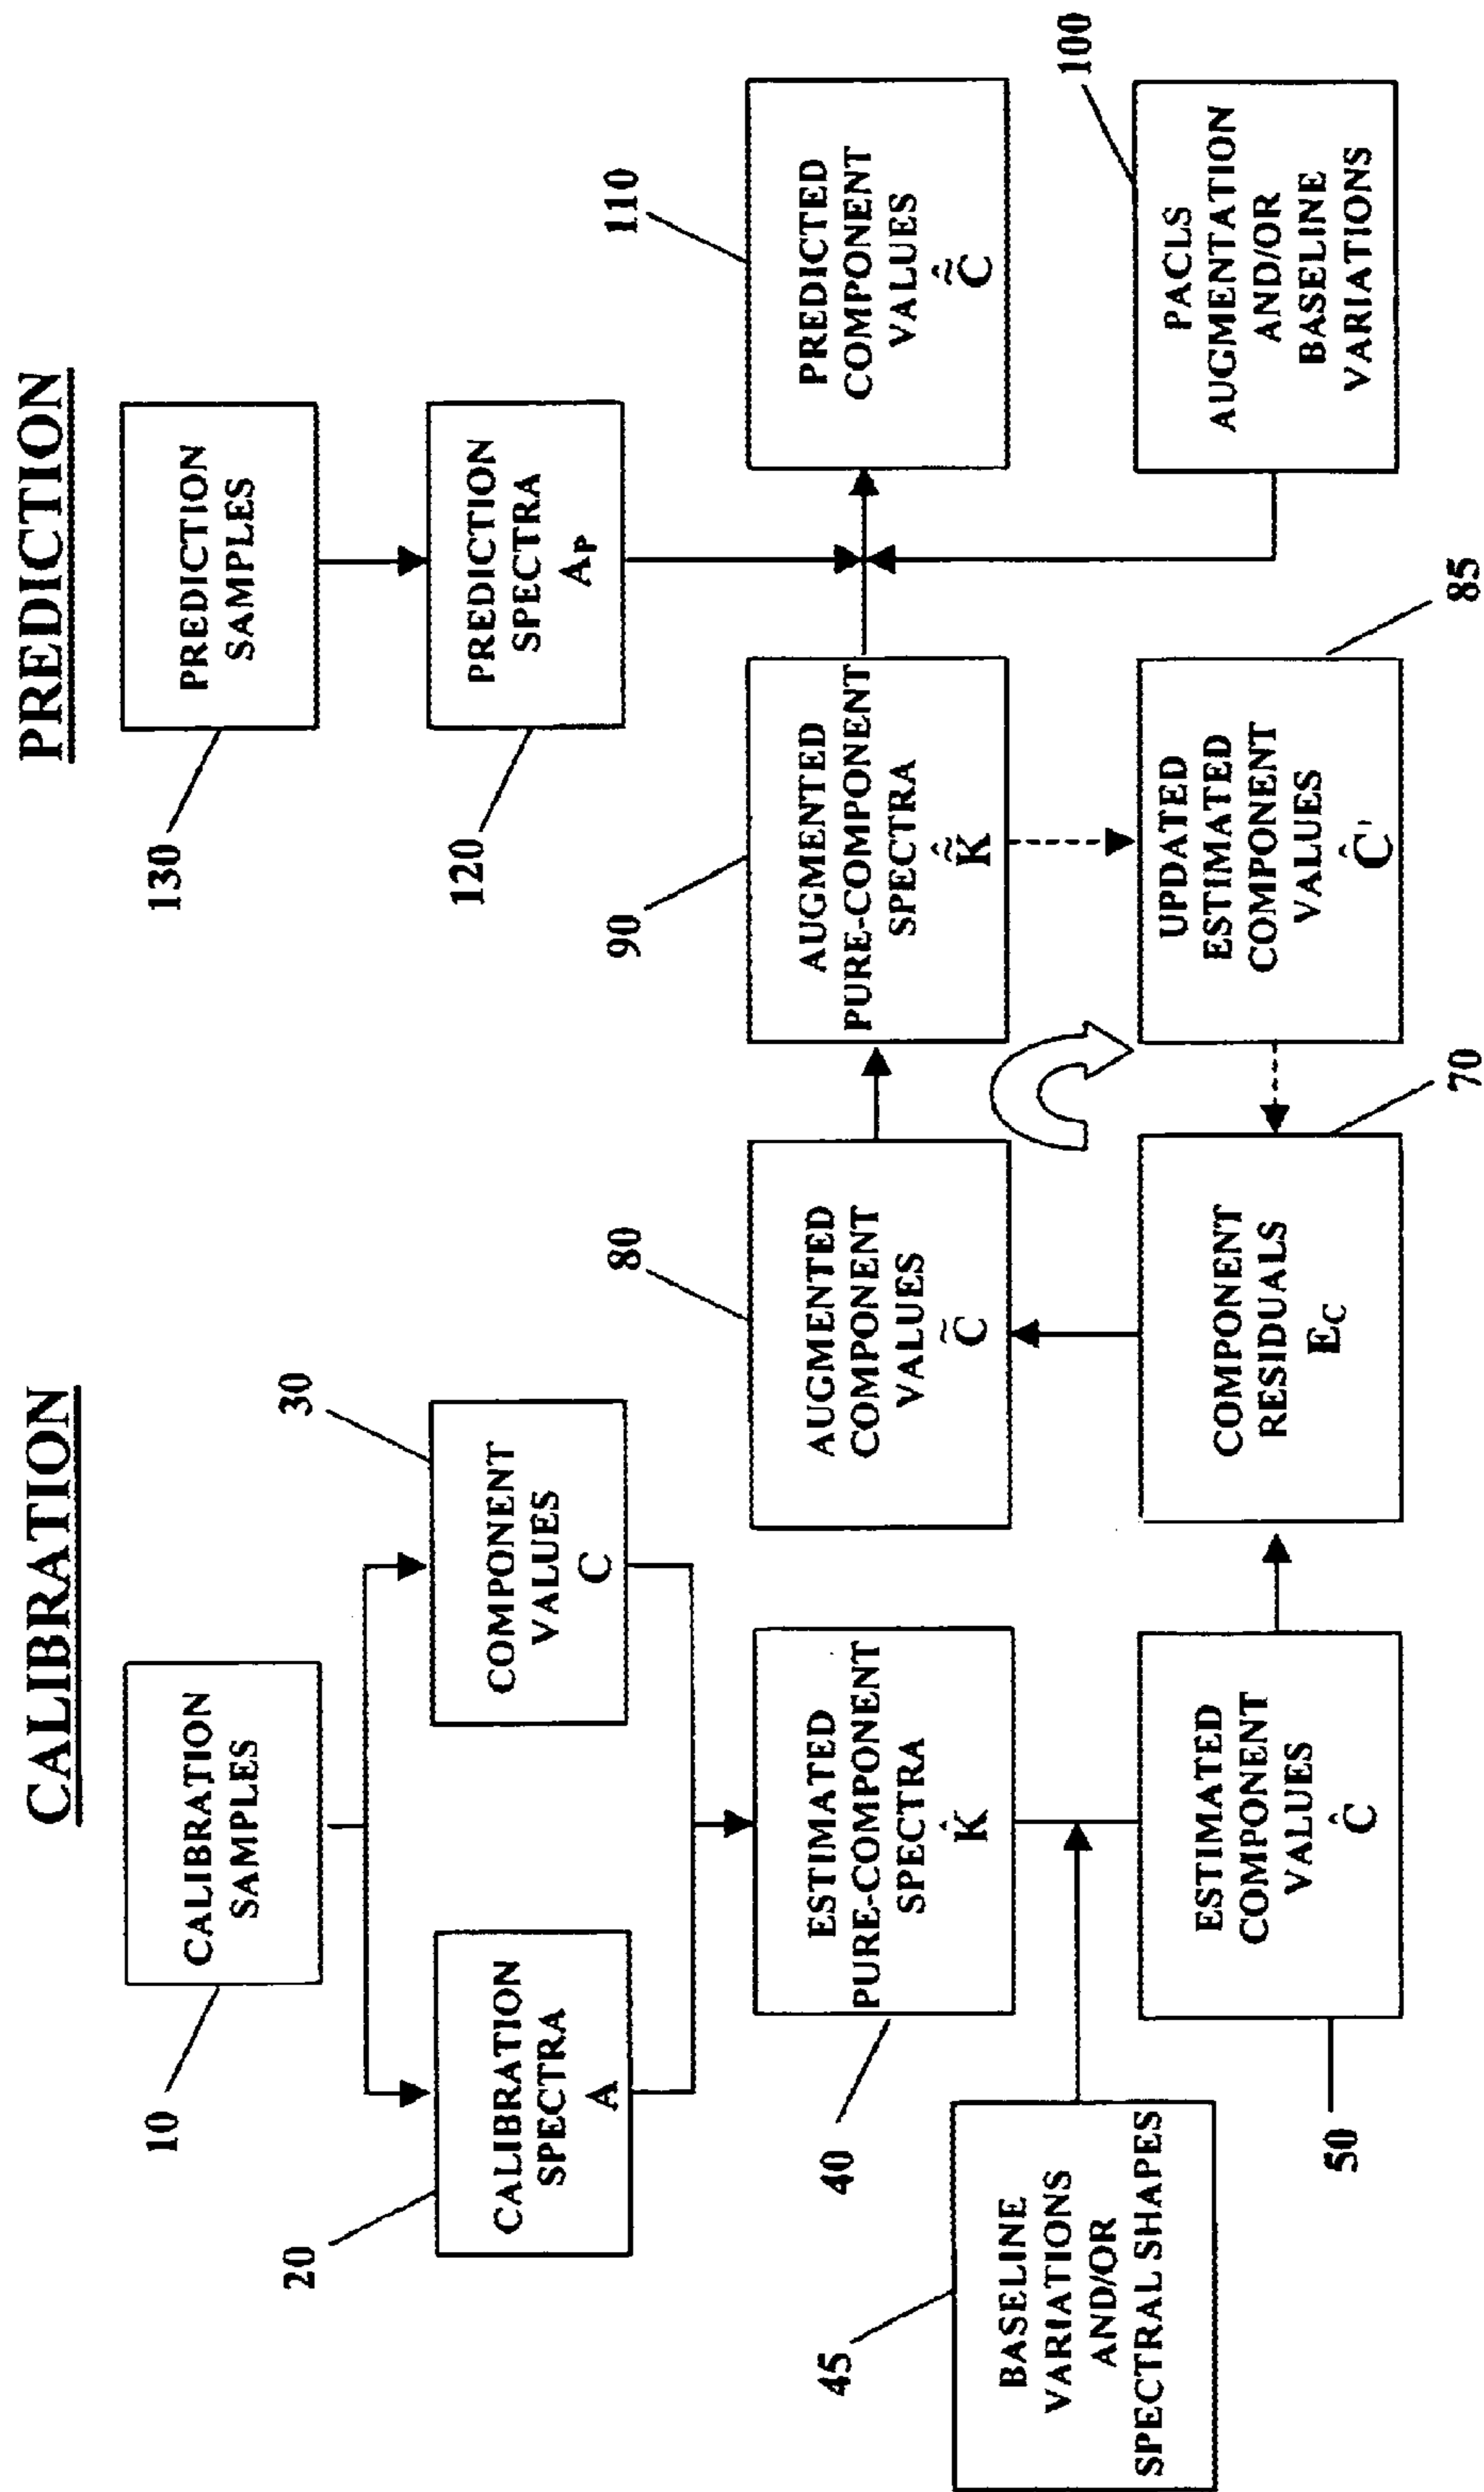 CALIBRATION
10
CALIBRATION
SAMPLES
20
CALIBRATION
SPECTRA
A
30
COMPONENT
VALUES
C
40
ESTIMATED
PURE-COMPONENT
SPECTRA
K̂
45
BASELINE
VARIATIONS
AND/OR
SPECTRAL SHAPES
50
ESTIMATED
COMPONENT
VALUES
Ĉ
70
COMPONENT
RESIDUALS
E_C
80
AUGMENTED
COMPONENT
VALUES
C̃
90
AUGMENTED
PURE-COMPONENT
SPECTRA
K̃̂
85
UPDATED
ESTIMATED
COMPONENT
VALUES
Ĉ'
PREDICTION
130
PREDICTION
SAMPLES
120
PREDICTION
SPECTRA
A_P
110
PREDICTED
COMPONENT
VALUES
C̃̂
100
PACLS
AUGMENTATION
AND/OR
BASELINE
VARIATIONS